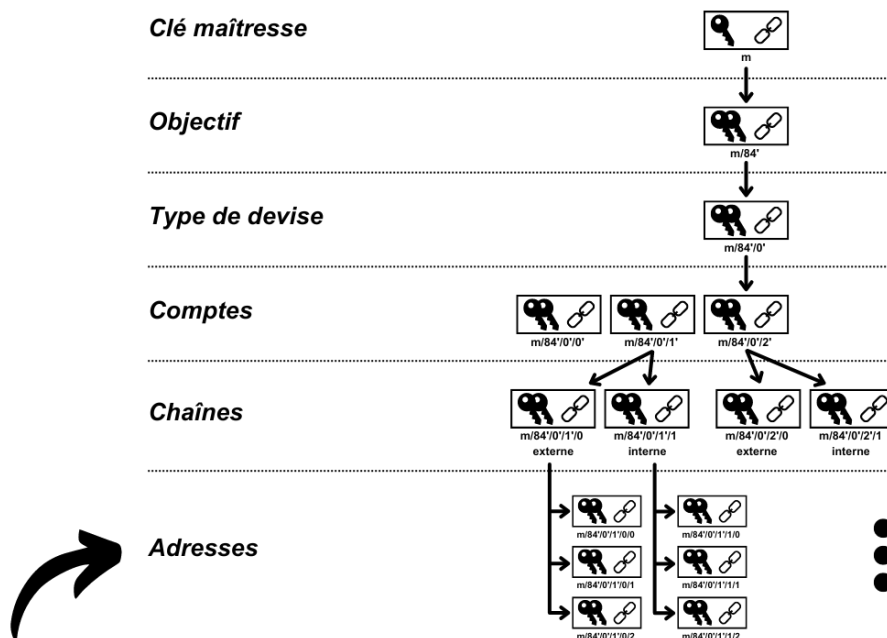 Clé maîtresse
m
Objectif
m/84'
Type de devise
m/84'/0'
Comptes
m/84'/0'/0' m/84'/0'/1' m/84'/0'/2'
Chaînes
m/84'/0'/1'/0 m/84'/0'/1'/1 m/84'/0'/2'/0 m/84'/0'/2'/1
externe interne externe interne
m/84'/0'/1'/0/0 m/84'/0'/1'/1/0
Adresses
m/84'/0'/1'/0/1 m/84'/0'/1'/1/1
m/84'/0'/1'/0/2 m/84'/0'/1'/1/2